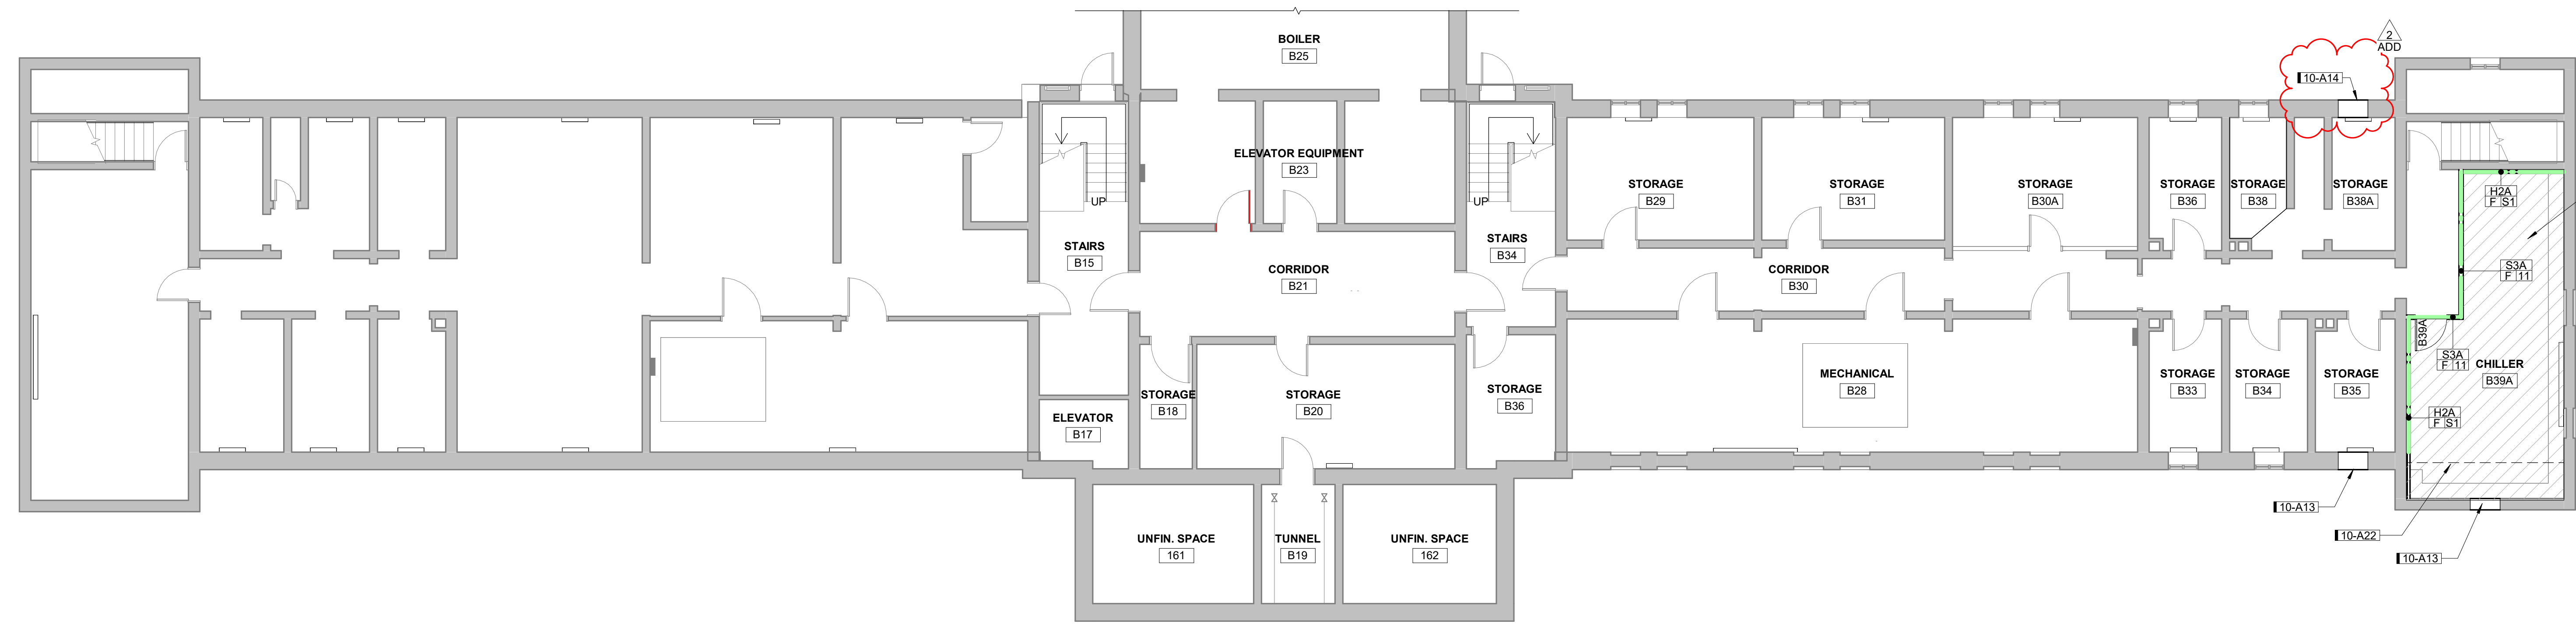 2
ADD
BOILER
B25
10-A14
ELEVATOR EQUIPMENT
B23
STORAGE
B29
STORAGE
B31
STORAGE
B30A
STORAGE
B36
STORAGE
B38
STORAGE
B38A
H2A
F S1
UP
UP
STAIRS
B15
STAIRS
B34
CORRIDOR
B21
CORRIDOR
B30
S3A
F 11
B39A
S3A
F 11
CHILLER
B39A
STORAGE
B18
STORAGE
B20
STORAGE
B36
MECHANICAL
B28
STORAGE
B33
STORAGE
B34
STORAGE
B35
ELEVATOR
B17
H2A
F S1
10-A13
UNFIN. SPACE
161
TUNNEL
B19
UNFIN. SPACE
162
10-A22
10-A13